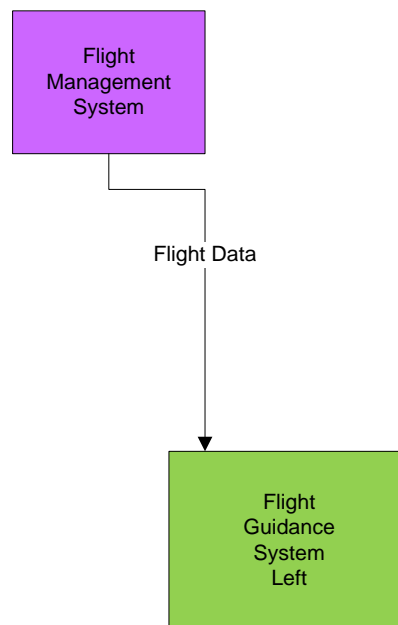 Flight
Management
System
Flight Data
Flight
Guidance
System
Left